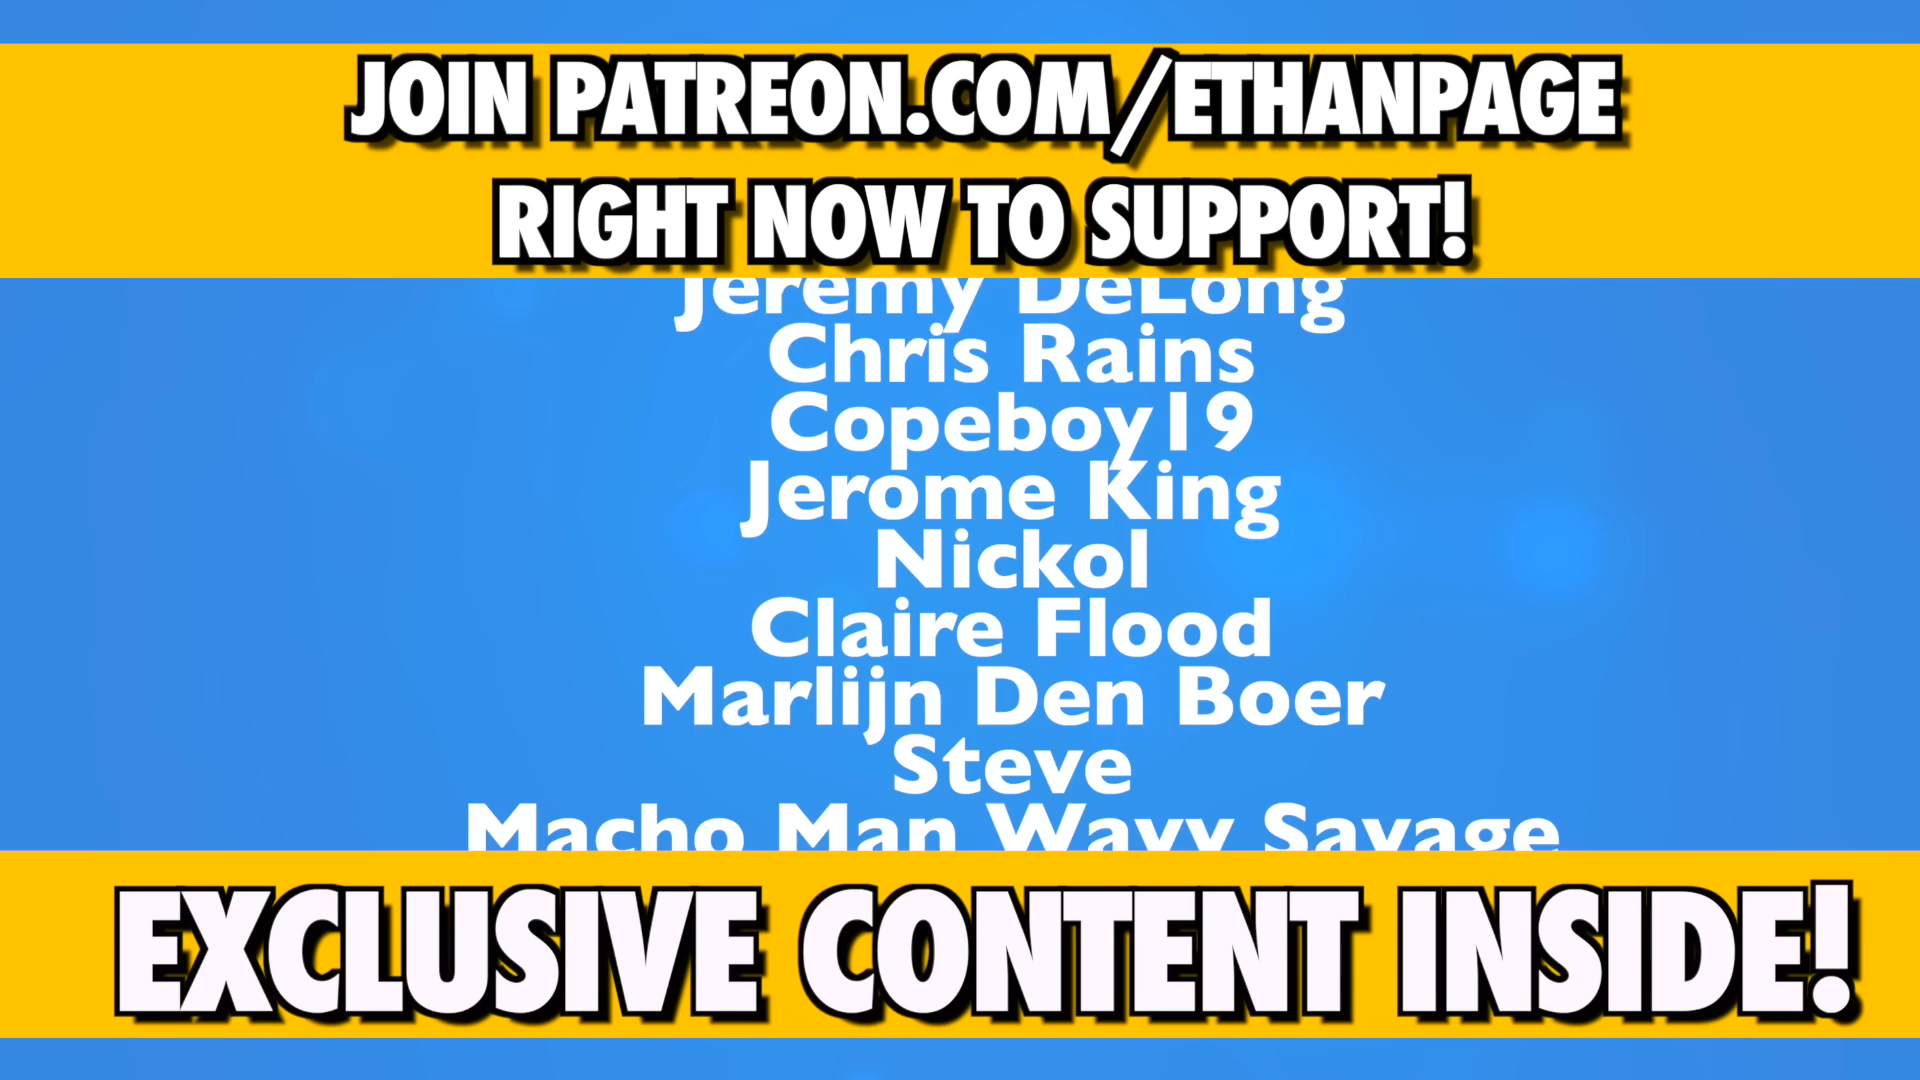 JOIN PATREON.COM/ETHANPAGE
RIGHT NOW TO SUPPORT!
Jeremy DeLong
Chris Rains
Copeboy19
Jerome King
Nickol
Claire Flood
Marlijn Den Boer
Steve
Macho Man Wavy Savage
EXCLUSIVE CONTENT INSIDE!